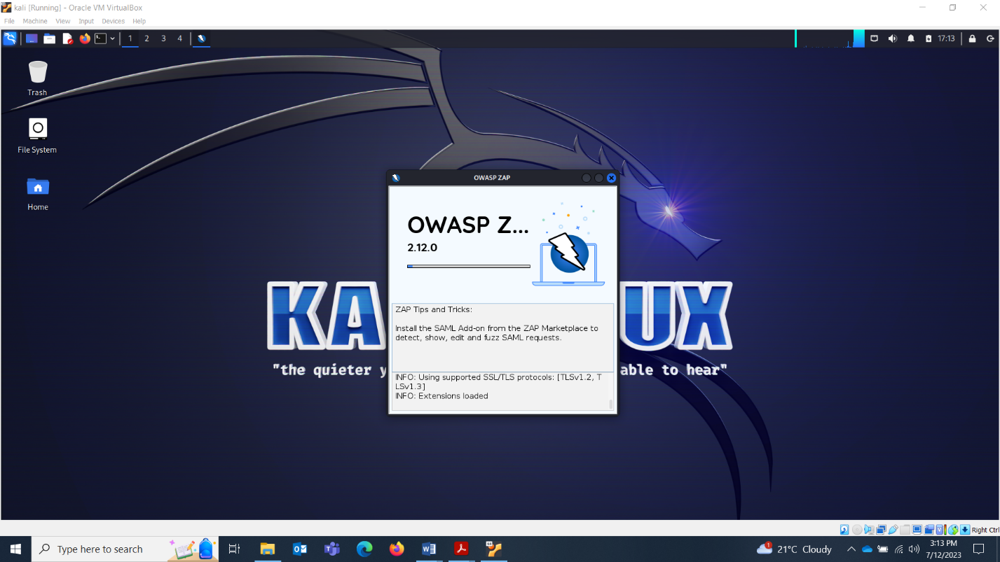 kali [Running] - Oracle VM VirtualBox
File Machine View Input Devices Help
1 2 3 4
17:13
Trash
File System
Home
OWASP ZAP
OWASP Z...
2.12.0
ZAP Tips and Tricks:
Install the SAML Add-on from the ZAP Marketplace to
detect, show, edit and fuzz SAML requests.
INFO: Using supported SSL/TLS protocols: [TLSv1.2, T
LSv1.3]
INFO: Extensions loaded
KA UX
"the quieter y able to hear"
Right Ctrl
Type here to search
1
21°C Cloudy
3:13 PM
7/12/2023